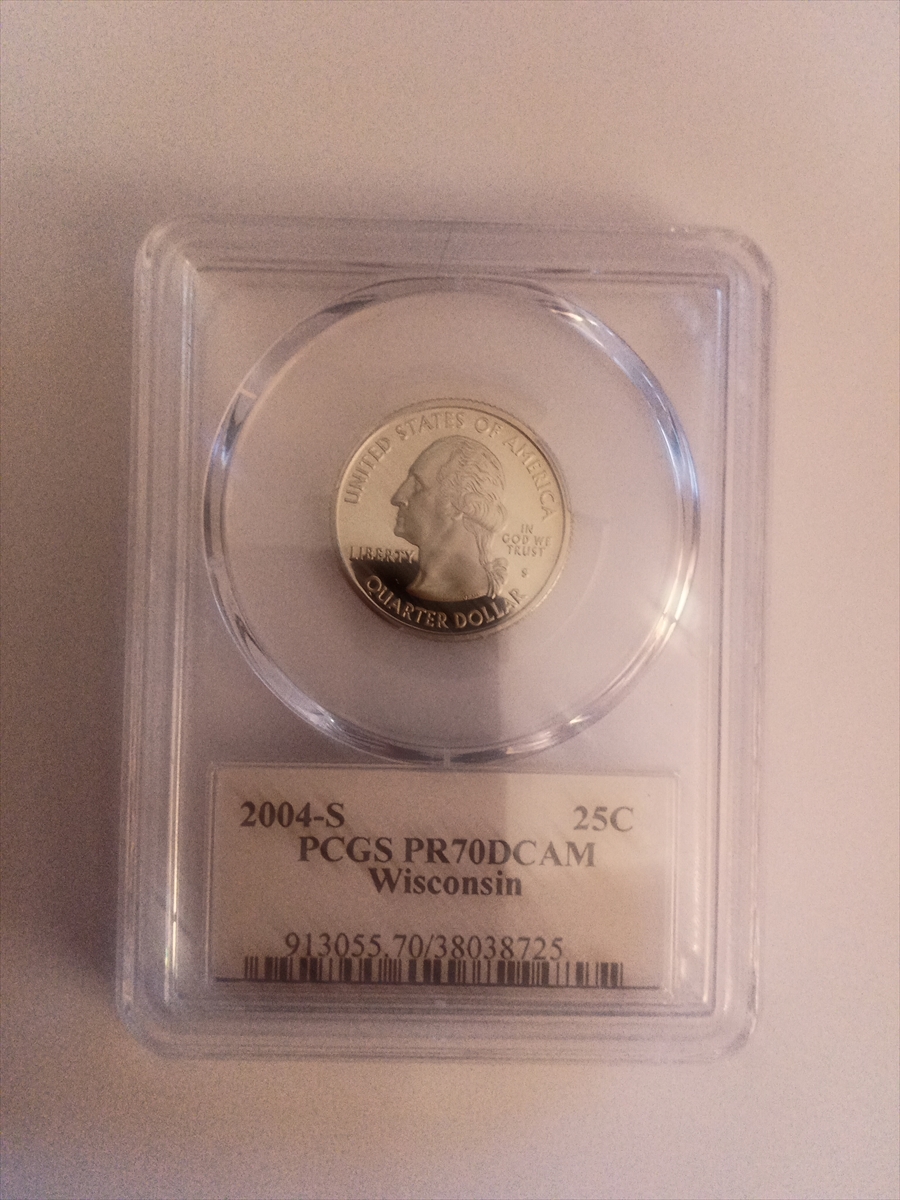 UNITED STATES OF AMERICA
LIBERTY
IN
GOD WE
TRUST
S
QUARTER DOLLAR
2004-S 25C
PCGS PR70DCAM
Wisconsin
913055.70/38038725